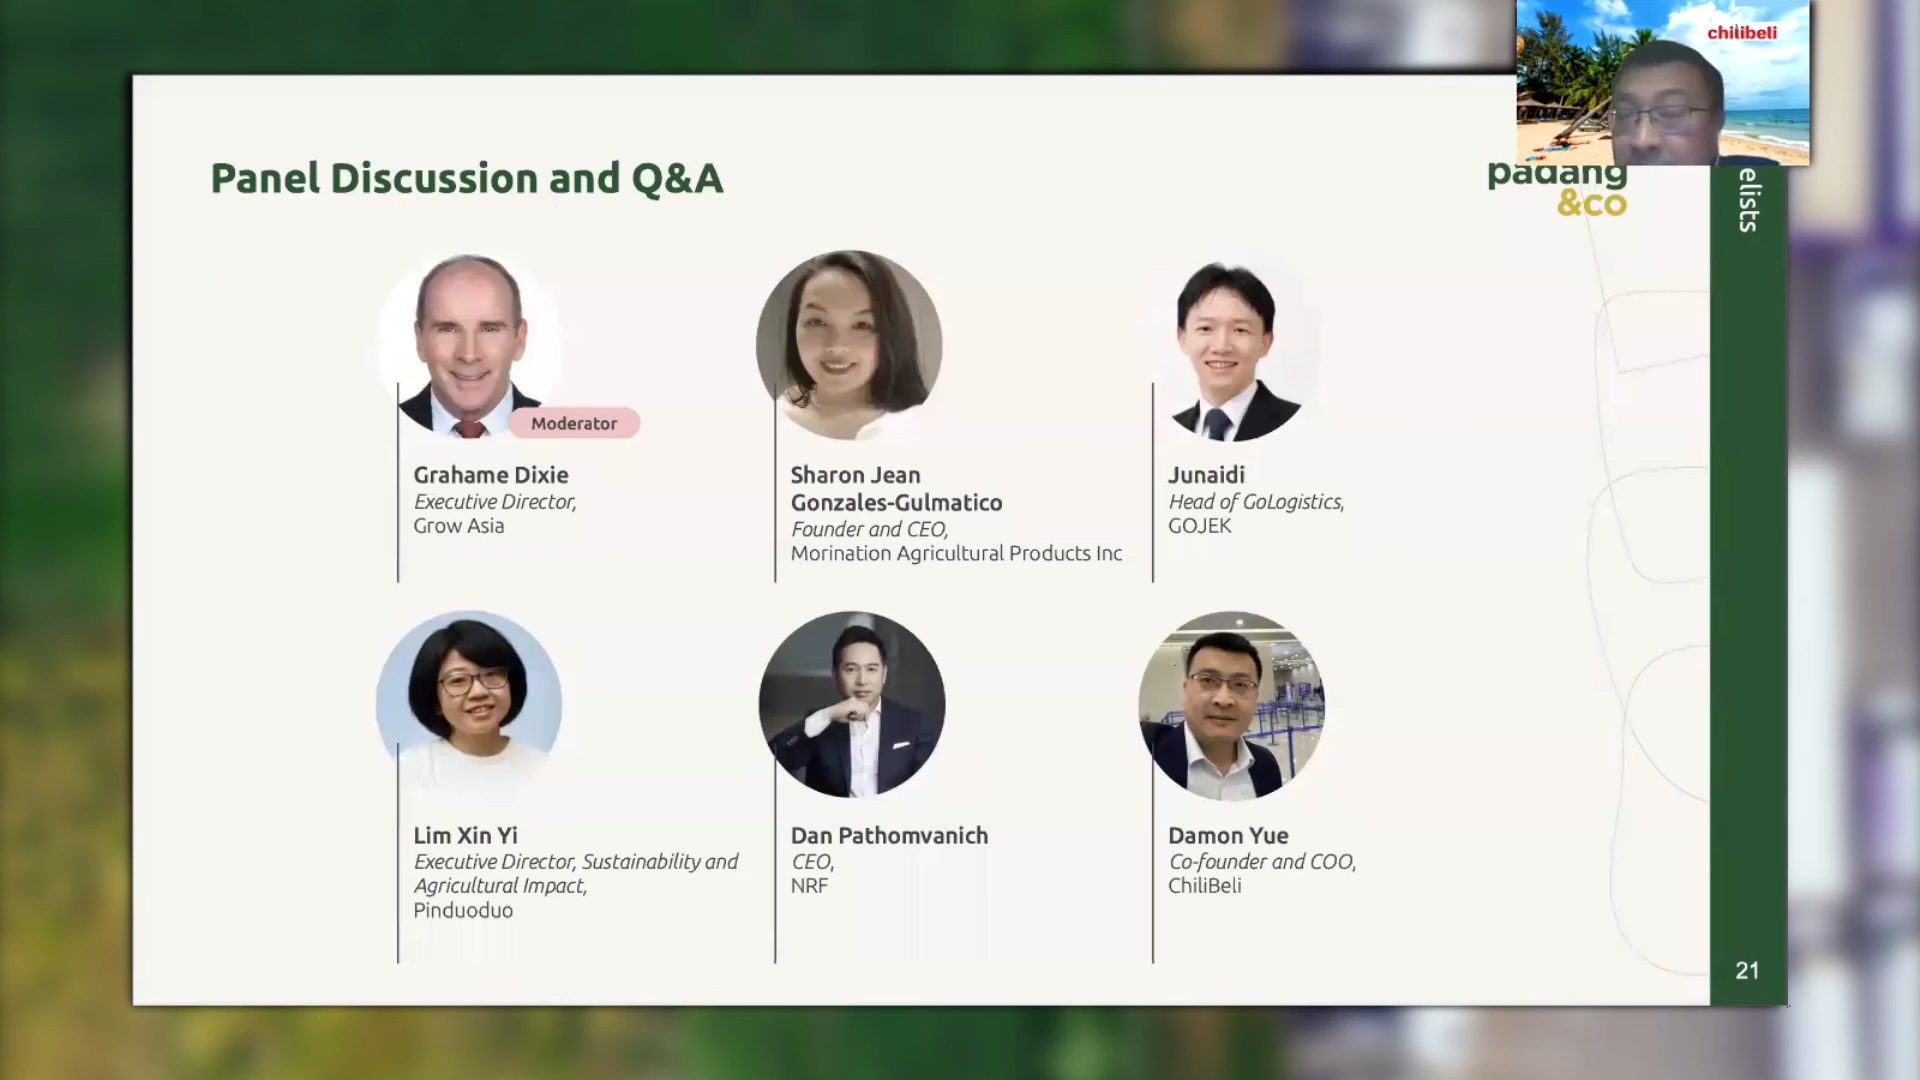 chilibeli
Panel Discussion and Q&A
padang
&co
elists
Moderator
Grahame Dixie
Executive Director,
Grow Asia
Sharon Jean
Gonzales-Gulmatico
Founder and CEO,
Morination Agricultural Products Inc
Junaidi
Head of GoLogistics,
GOJEK
Lim Xin Yi
Executive Director, Sustainability and
Agricultural Impact,
Pinduoduo
Dan Pathomvanich
CEO,
NRF
Damon Yue
Co-founder and COO,
ChiliBeli
21